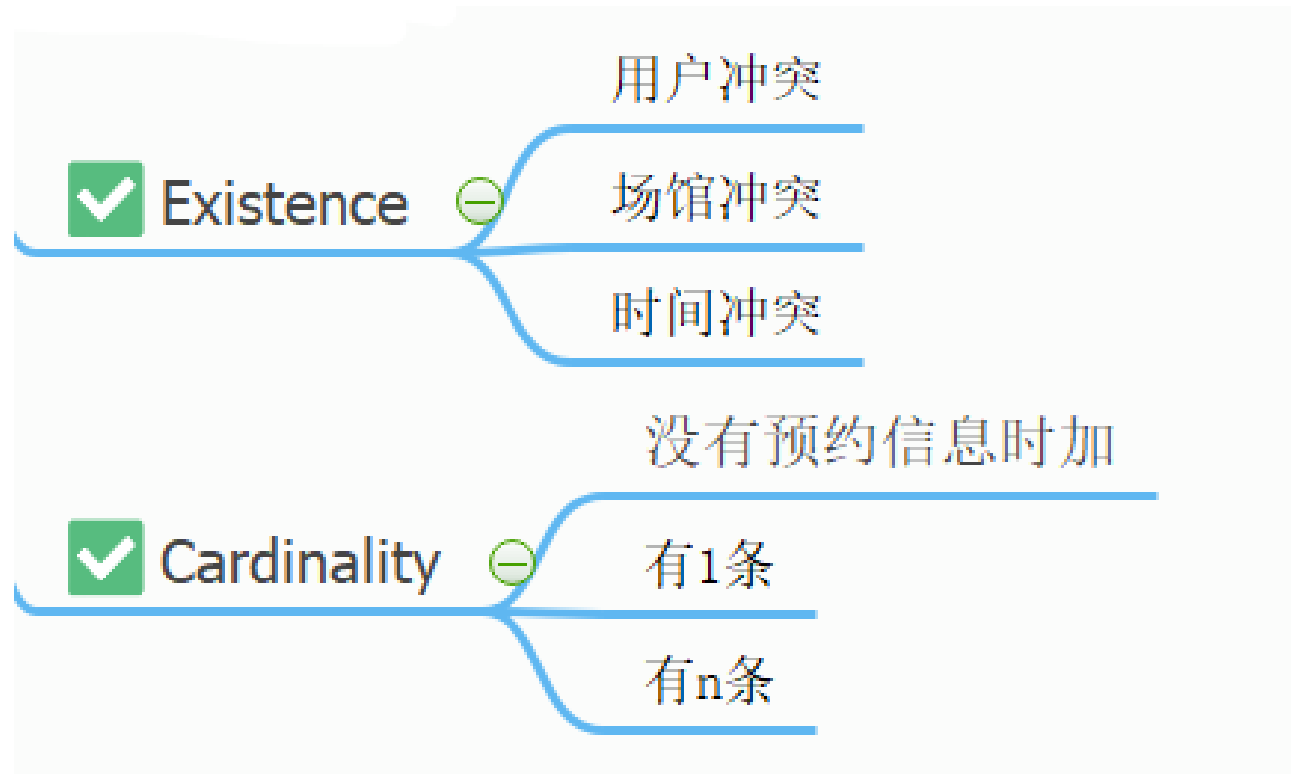 用户冲突
Existence
场馆冲突
时间冲突
没有预约信息时加
Cardinality
有1条
有n条